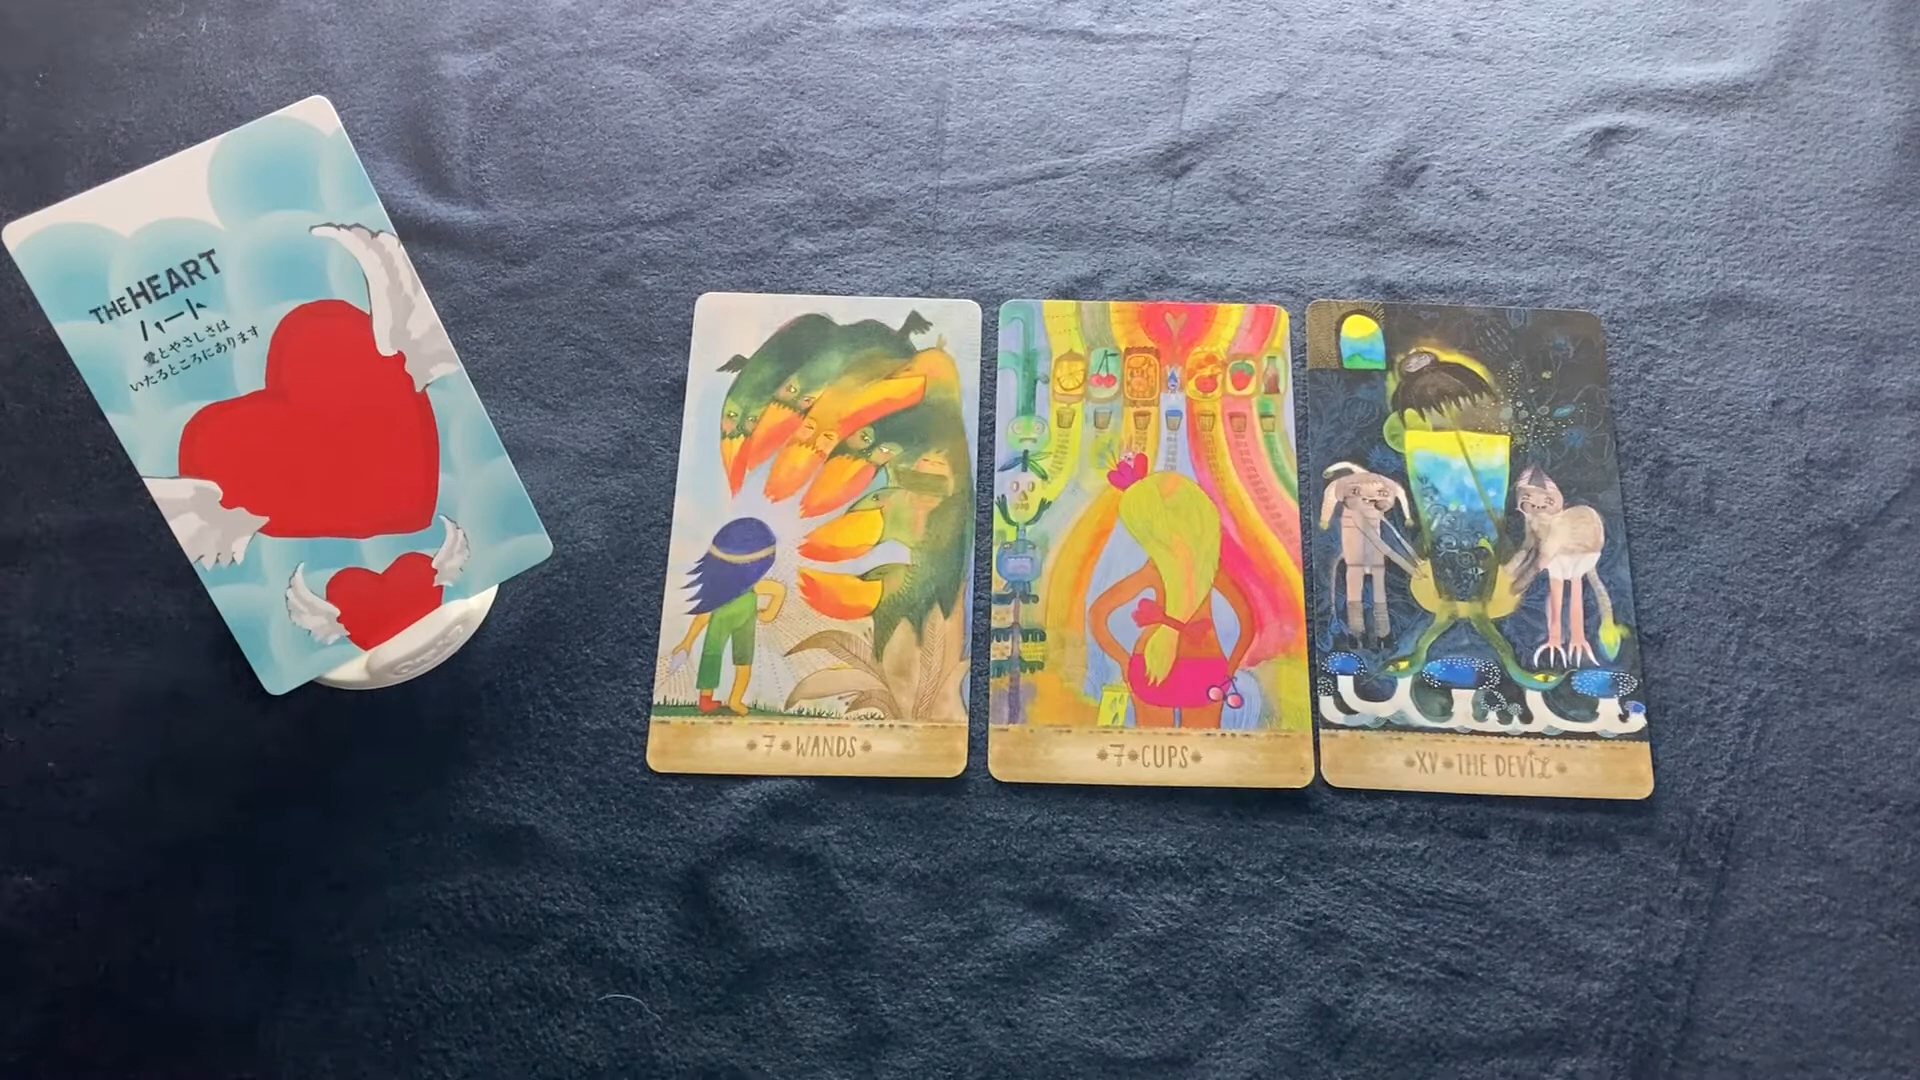 THE HEART
ハート
愛とやさしさは
いたるところにあります
7 WANDS
7 CUPS
XV THE DEVIL